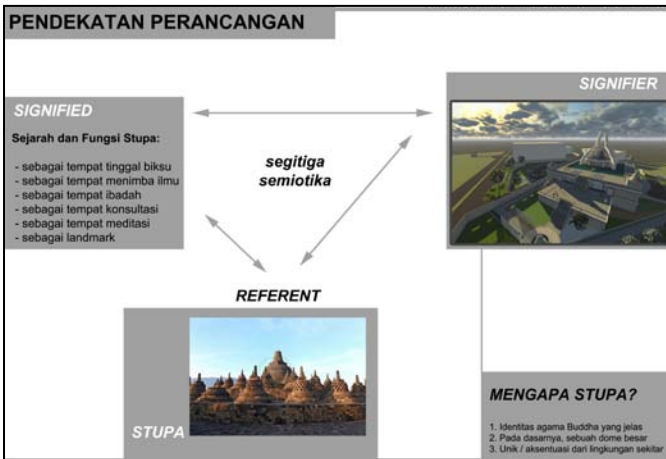 PENDEKATAN PERANCANGAN
SIGNIFIED
Sejarah dan Fungsi Stupa:
- sebagai tempat tinggal biksu
- sebagai tempat menimba ilmu
- sebagai tempat ibadah
- sebagai tempat konsultasi
- sebagai tempat meditasi
- sebagai landmark
segitiga
semiotika
SIGNIFIER
REFERENT
STUPA
MENGAPA STUPA?
1. Identitas agama Buddha yang jelas
2. Pada dasarnya, sebuah dome besar
3. Unik / aksentuasi dari lingkungan sekitar